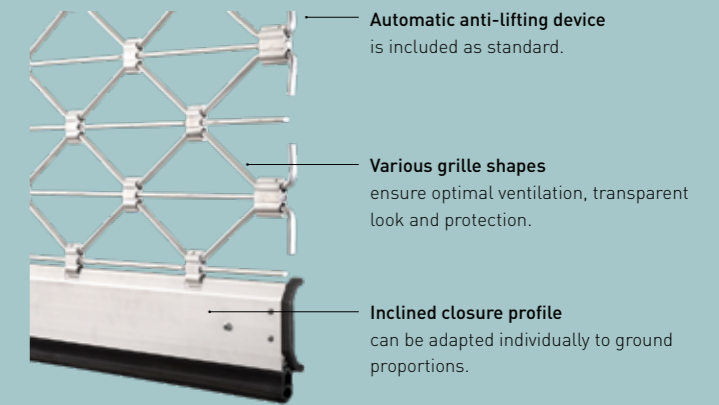 Automatic anti-lifting device
is included as standard.
Various grille shapes
ensure optimal ventilation, transparent
look and protection.
Inclined closure profile
can be adapted individually to ground
proportions.